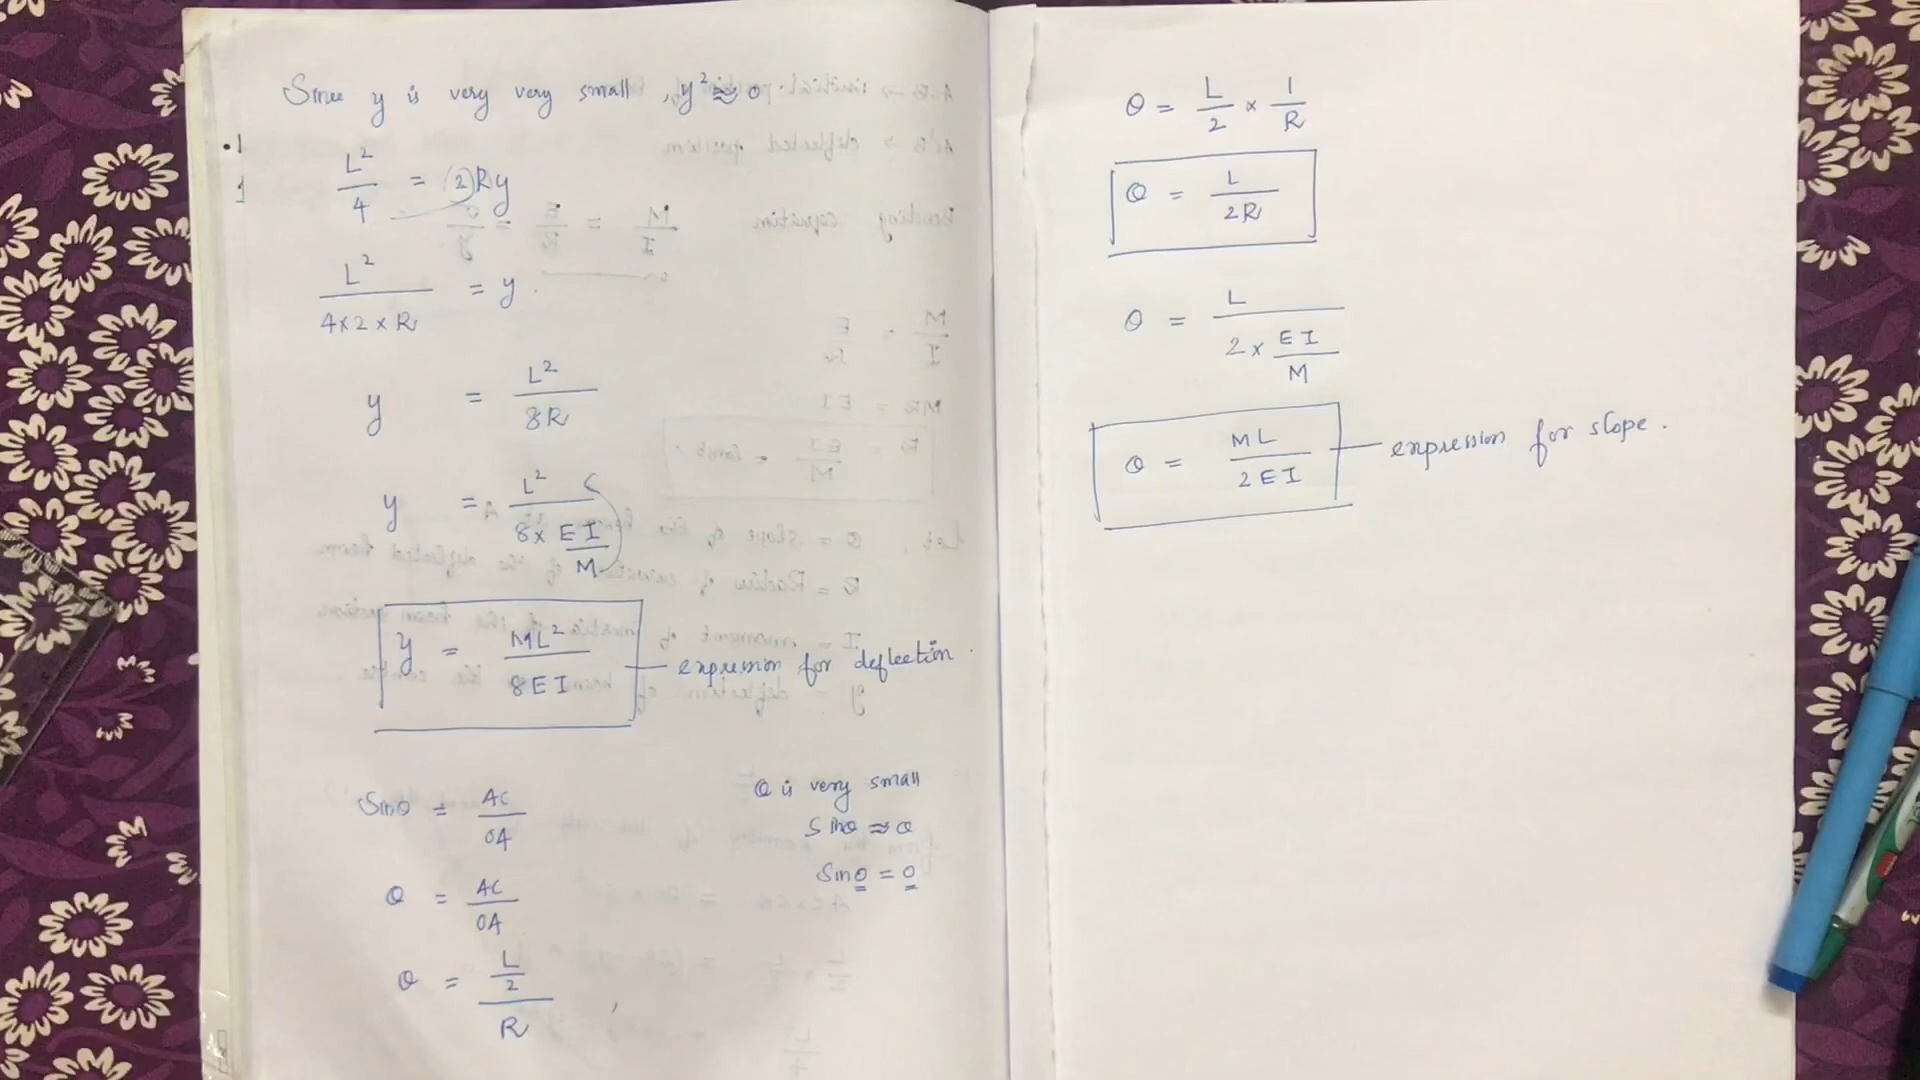 Since y is very very small, y² ≈ 0.
L²/4 = (2)Ry
L²/(4×2×R) = y.
y = L²/8R
y = L²/(8× EI/M)
y = ML²/8EI — expression for deflection.
Sinθ = AC/OA
θ = AC/OA
θ = (L/2)/R
θ is very small
Sinθ ≈ θ
Sinθ = θ
θ = L/2 × 1/R
θ = L/2R
θ = L/(2× EI/M)
θ = ML/2EI — expression for slope.